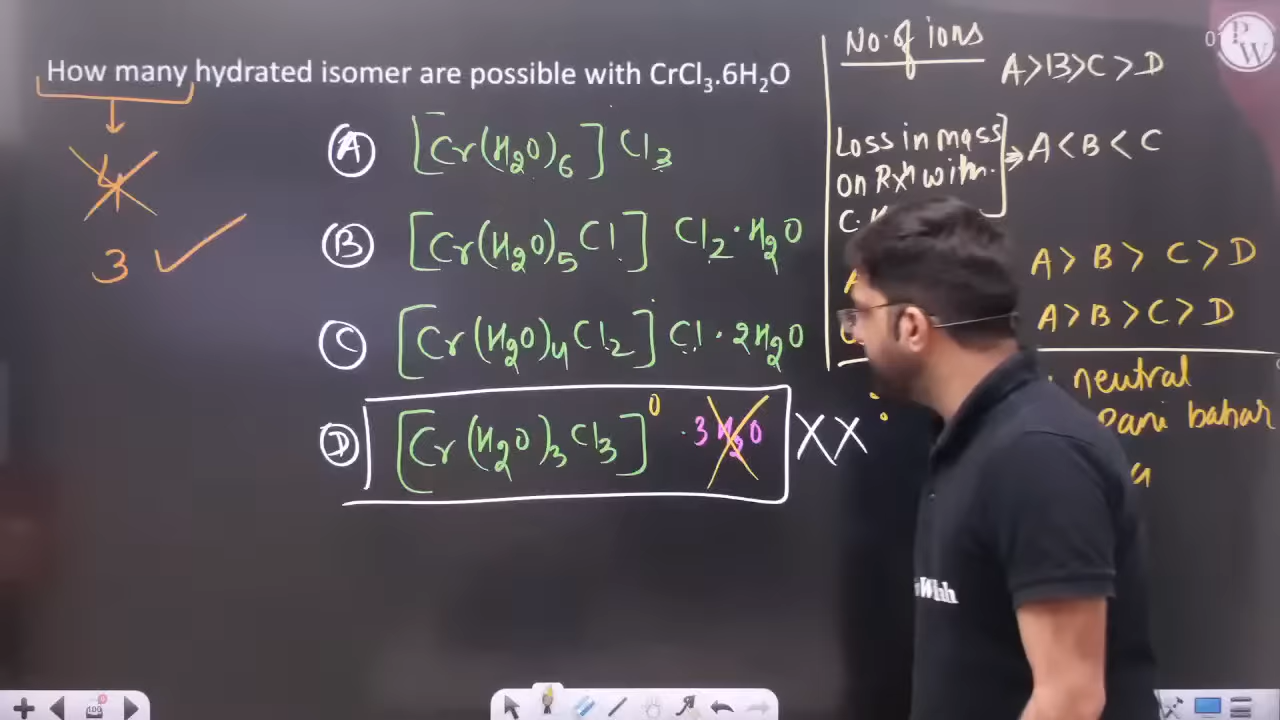 How many hydrated isomer are possible with CrCl₃.6H₂O
4
3 ✓
A [Cr(H₂O)₆]Cl₃
B [Cr(H₂O)₅Cl] Cl₂·H₂O
C [Cr(H₂O)₄Cl₂]Cl·2H₂O
D [Cr(H₂O)₃Cl₃]⁰ ·3H₂O XX
No. of ions
A>B>C>D
Loss in mass
on Rxn with
A<B<C
A>B>C>D
A>B>C>D
neutral
Pani bahar
PW